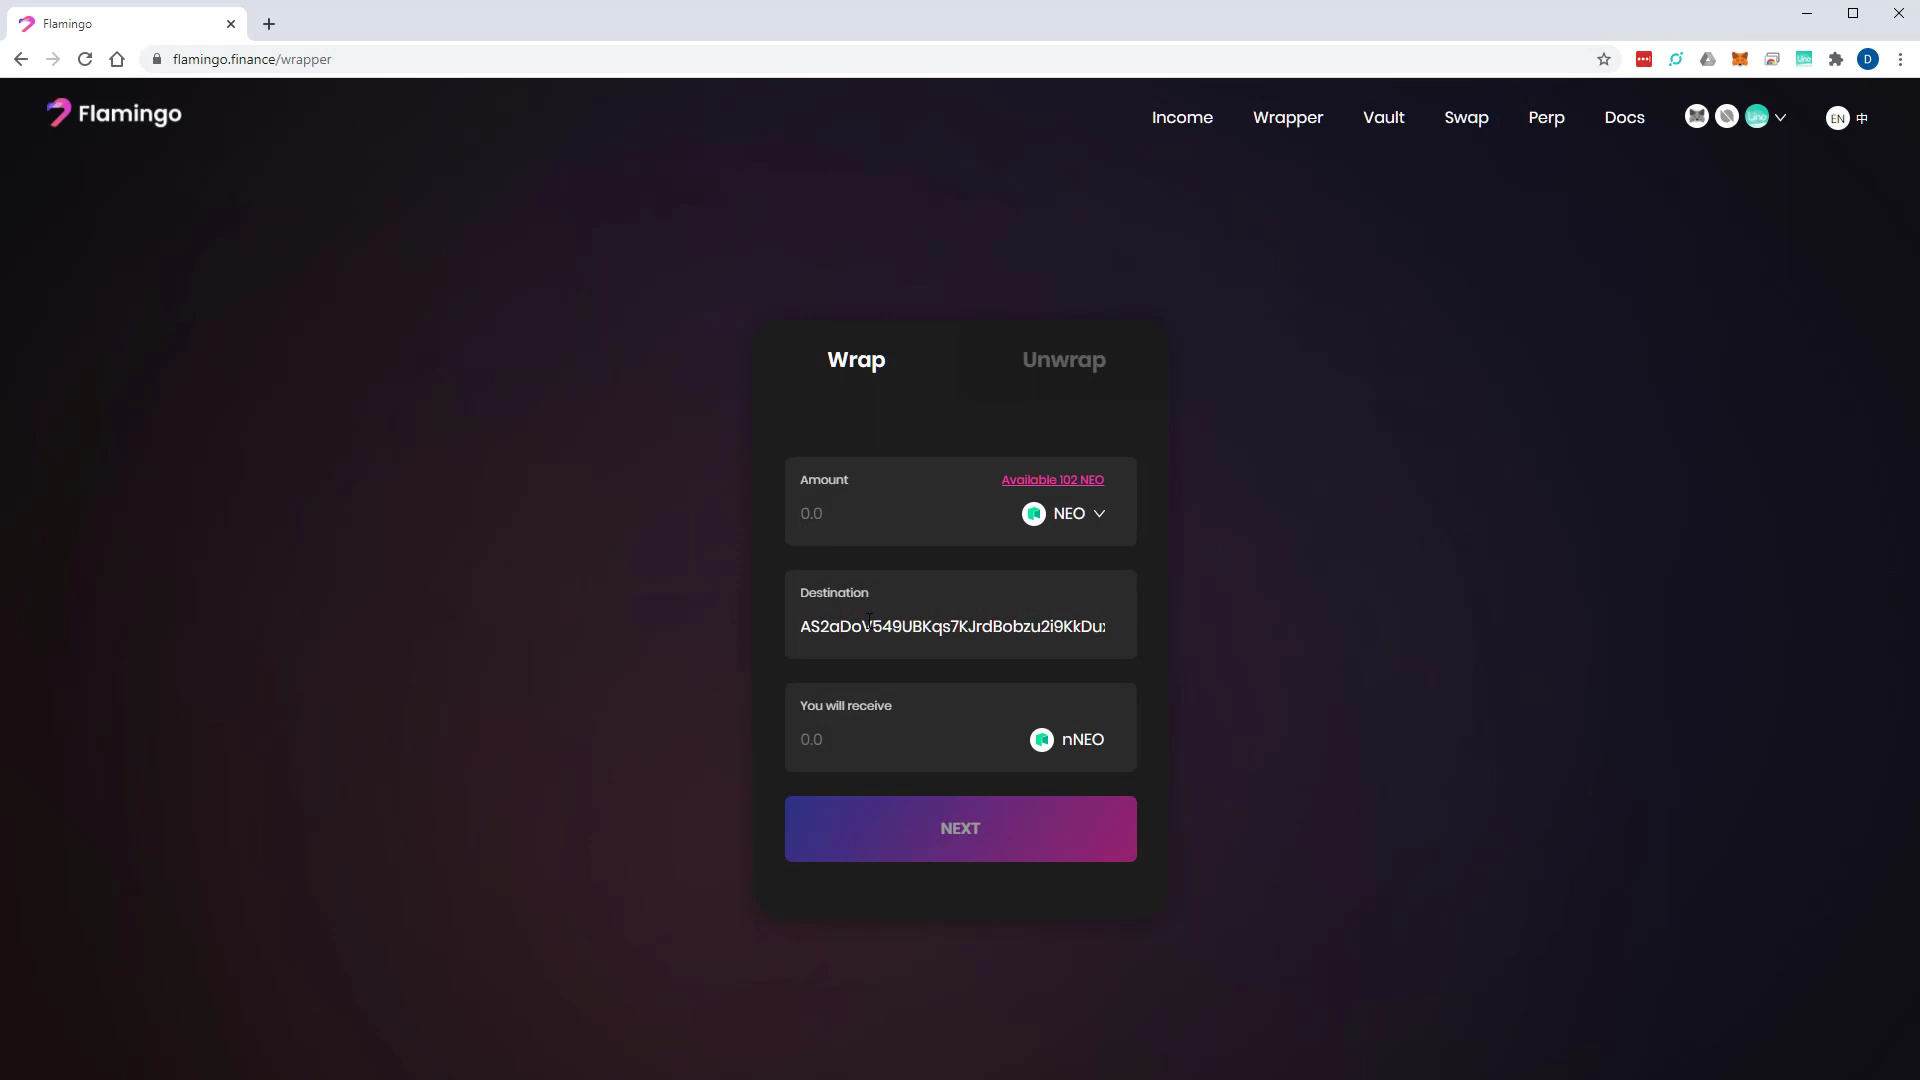 Flamingo
flamingo.finance/wrapper
D
Flamingo
Income Wrapper Vault Swap Perp Docs EN 中
Wrap Unwrap
Amount Available 102 NEO
0.0 NEO
Destination
AS2aDoV549UBKqs7KJrdBobzu2i9KkDu
You will receive
0.0 nNEO
NEXT